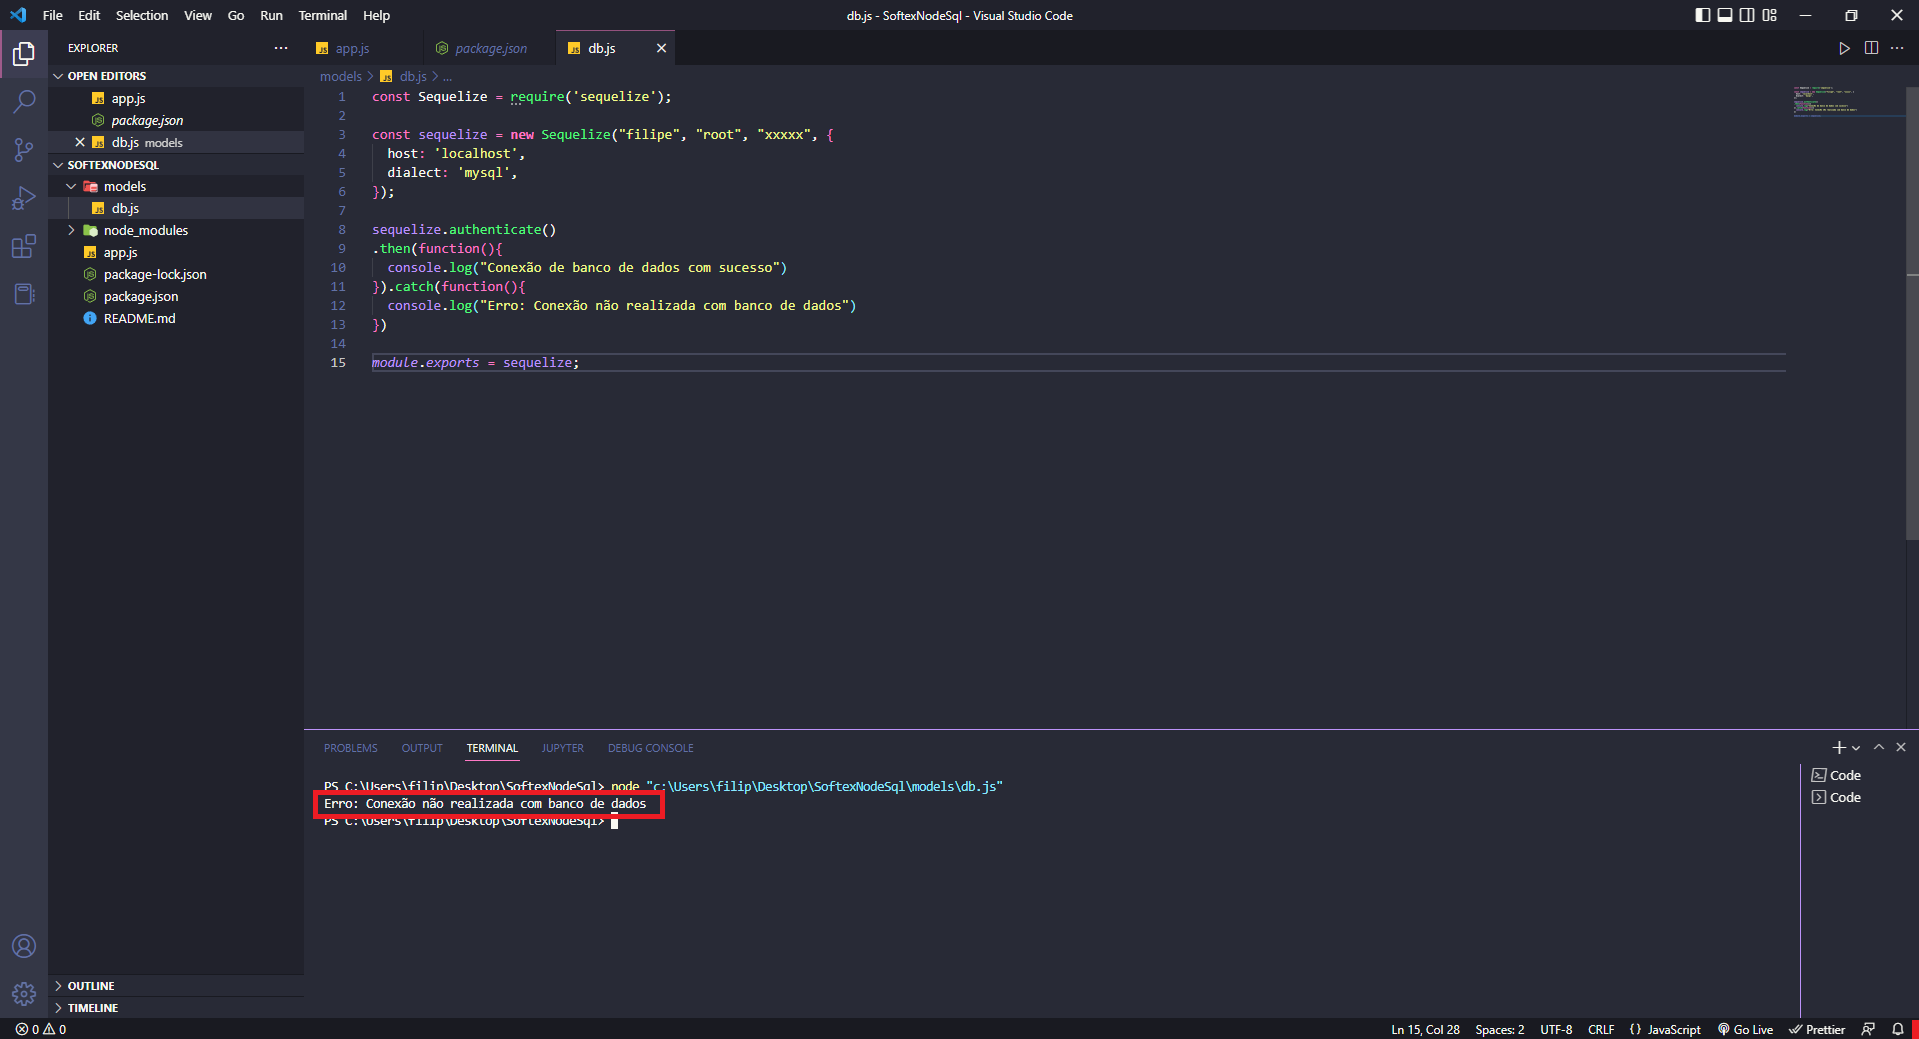 File Edit Selection View Go Run Terminal Help
db.js - SoftexNodeSql - Visual Studio Code
EXPLORER
OPEN EDITORS
app.js
package.json
db.js models
SOFTEXNODESQL
models
db.js
node_modules
app.js
package-lock.json
package.json
README.md
OUTLINE
TIMELINE
app.js package.json db.js
models > db.js > ...
1 const Sequelize = require('sequelize');
2
3 const sequelize = new Sequelize("filipe", "root", "xxxxx", {
4 host: 'localhost',
5 dialect: 'mysql',
6 });
7
8 sequelize.authenticate()
9 .then(function(){
10 console.log("Conexão de banco de dados com sucesso")
11 }).catch(function(){
12 console.log("Erro: Conexão não realizada com banco de dados")
13 })
14
15 module.exports = sequelize;
PROBLEMS OUTPUT TERMINAL JUPYTER DEBUG CONSOLE
PS C:\Users\filip\Desktop\SoftexNodeSql> node "c:\Users\filip\Desktop\SoftexNodeSql\models\db.js"
Erro: Conexão não realizada com banco de dados
PS C:\Users\filip\Desktop\SoftexNodeSql>
Code
Code
0 0
Ln 15, Col 28 Spaces: 2 UTF-8 CRLF {} JavaScript Go Live Prettier